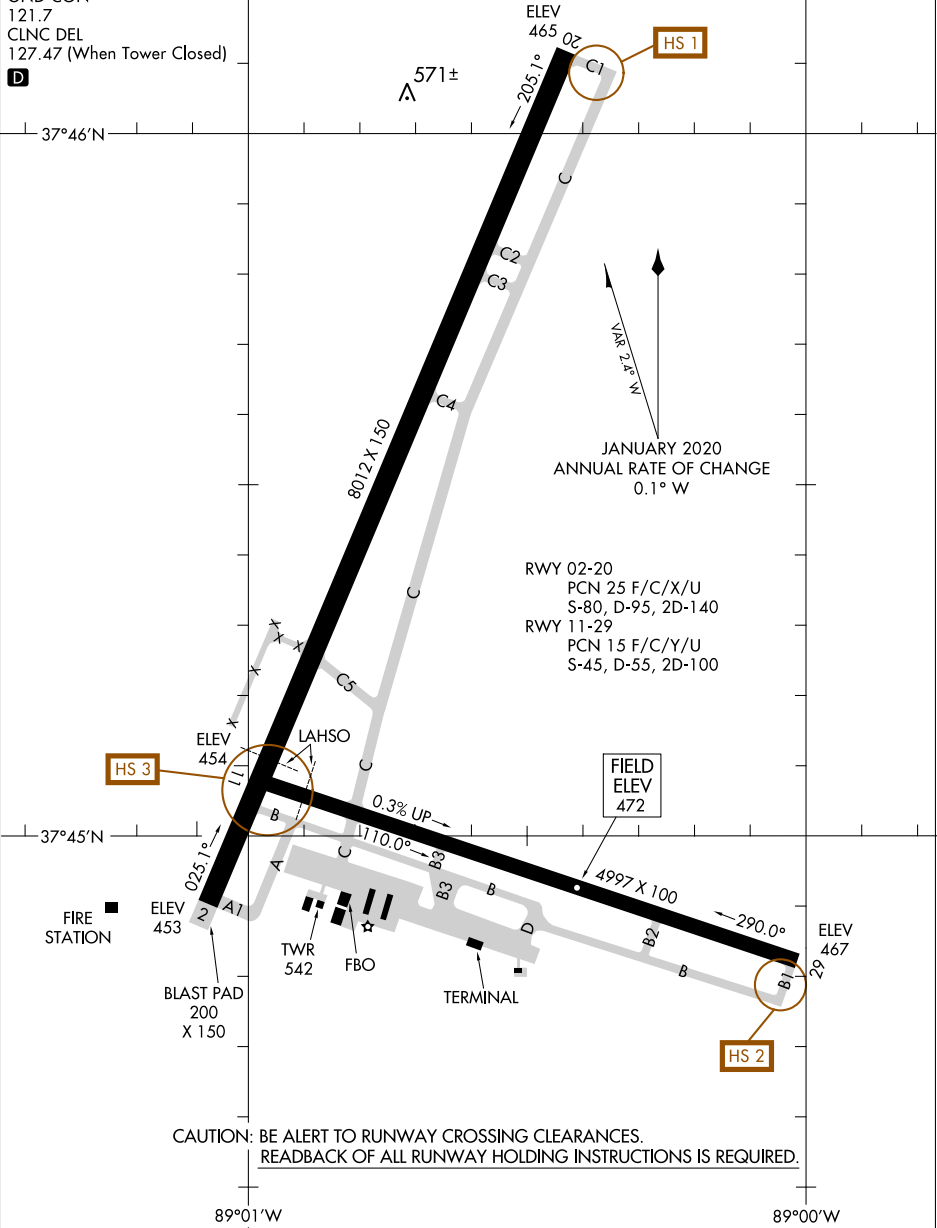 GND CON
121.7
CLNC DEL
127.47 (When Tower Closed)
D
ELEV
465
20
HS 1
C1
571±
205.1°
37°46'N
C
C2
C3
VAR 2.4° W
C4
8012 X 150
JANUARY 2020
ANNUAL RATE OF CHANGE
0.1° W
RWY 02-20
PCN 25 F/C/X/U
S-80, D-95, 2D-140
RWY 11-29
PCN 15 F/C/Y/U
S-45, D-55, 2D-100
C
X
X
X
X
X
C5
ELEV
454
LAHSO
HS 3
11
C
FIELD
ELEV
472
0.3% UP
B
37°45'N
110.0°
025.1°
A
C
B3
B3
B
4997 X 100
290.0°
A1
2
ELEV
453
FIRE
STATION
D
B2
ELEV
467
29
TWR
542
FBO
B
B1
BLAST PAD
200
X 150
TERMINAL
HS 2
CAUTION: BE ALERT TO RUNWAY CROSSING CLEARANCES.
READBACK OF ALL RUNWAY HOLDING INSTRUCTIONS IS REQUIRED.
89°01'W
89°00'W